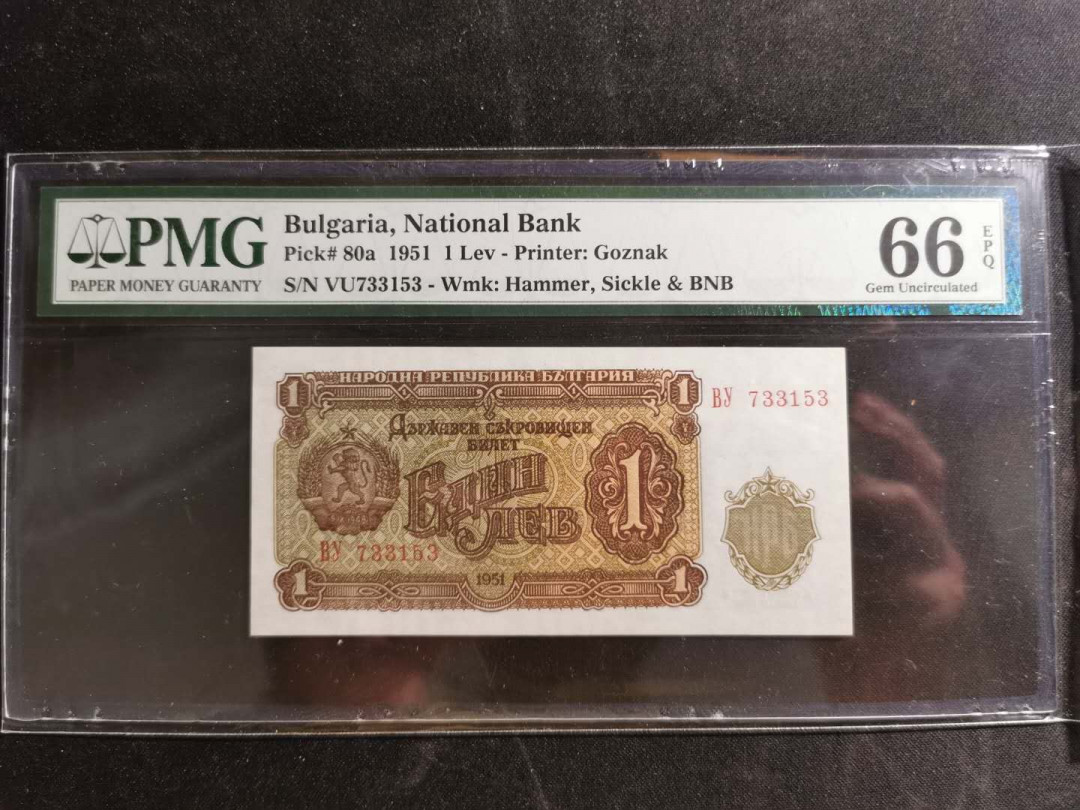 PMG
PAPER MONEY GUARANTY
Bulgaria, National Bank
Pick# 80a 1951 1 Lev - Printer: Goznak
S/N VU733153 - Wmk: Hammer, Sickle & BNB
66
EPQ
Gem Uncirculated
НАРОДНА РЕПУБЛИКА БЪЛГАРИЯ
1
1
ВУ 733153
Държавен съкровищен
билет
Един
лев
1
ВУ 733153
1951
1
1